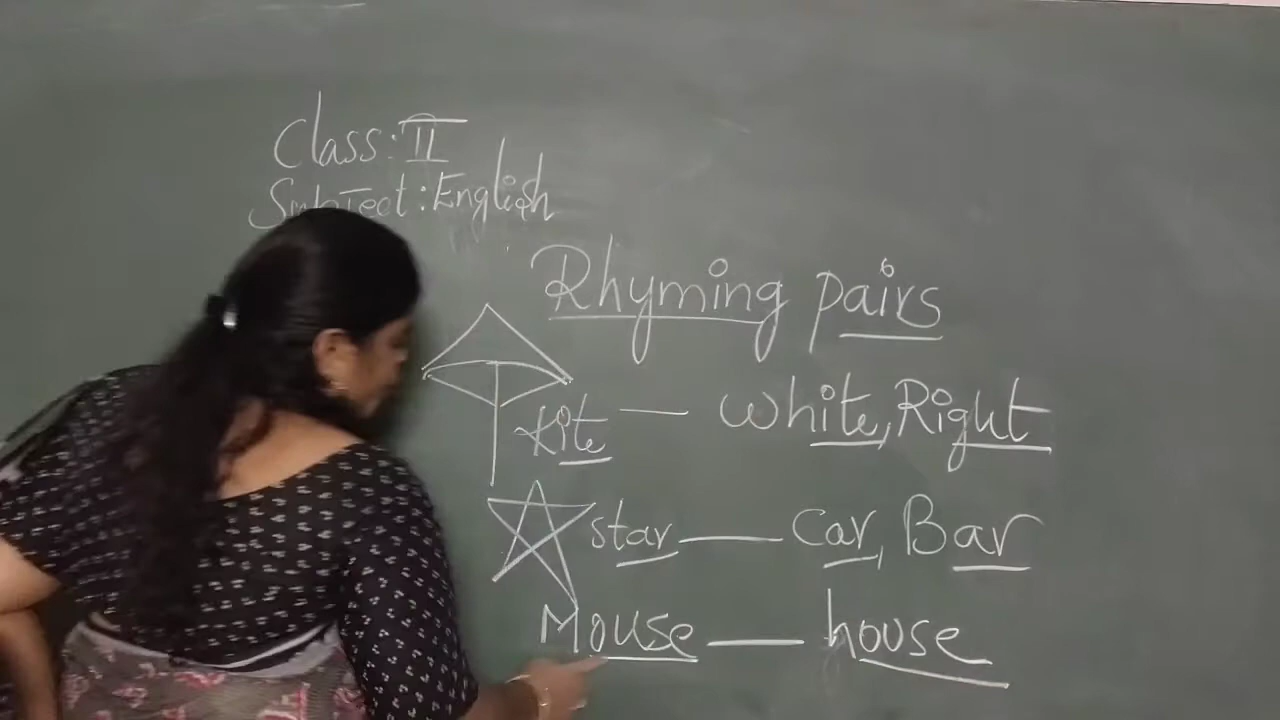 Class: II
Subject: English
Rhyming pairs
Kite — White, Right
star — Car, Bar
Mouse — house